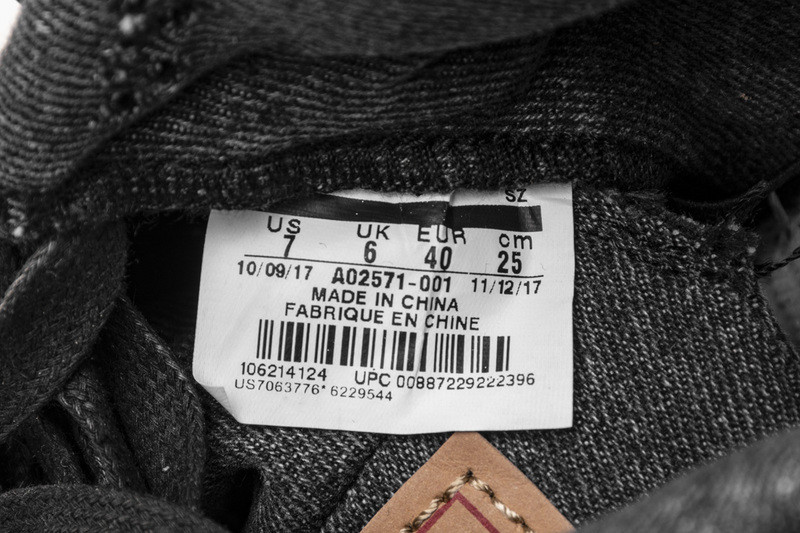 SZ
US UK EUR cm
7 6 40 25
10/09/17 A02571-001 11/12/17
MADE IN CHINA
FABRIQUE EN CHINE
106214124 UPC 00887229222396
US7063776* 6229544